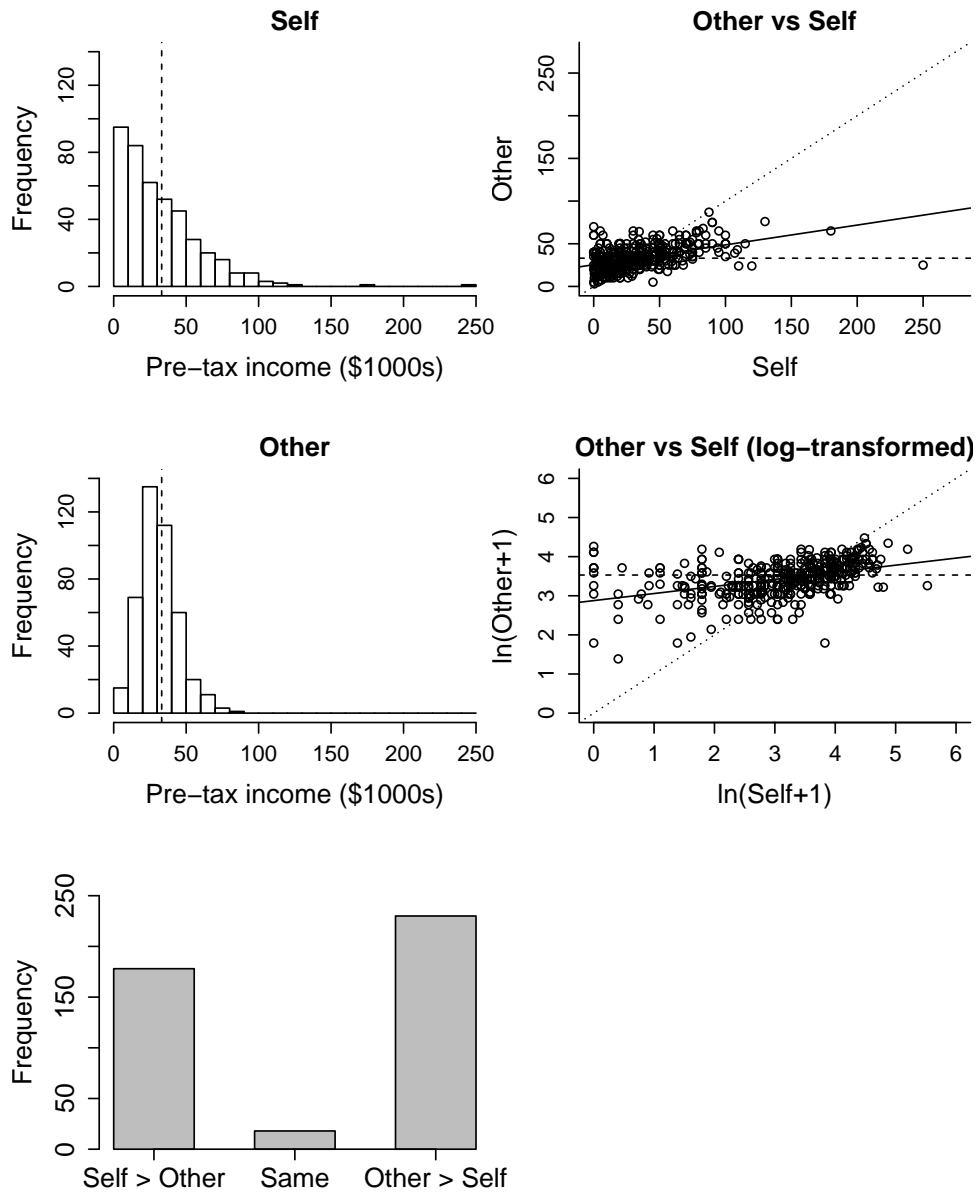 Self
Frequency
0 40 80 120
0 50 100 150 200 250
Pre−tax income ($1000s)
Other vs Self
Other
0 50 150 250
0 50 100 150 200 250
Self
Other
Frequency
0 40 80 120
0 50 100 150 200 250
Pre−tax income ($1000s)
Other vs Self (log−transformed)
ln(Other+1)
0 1 2 3 4 5 6
0 1 2 3 4 5 6
ln(Self+1)
Frequency
0 50 150 250
Self > Other Same Other > Self